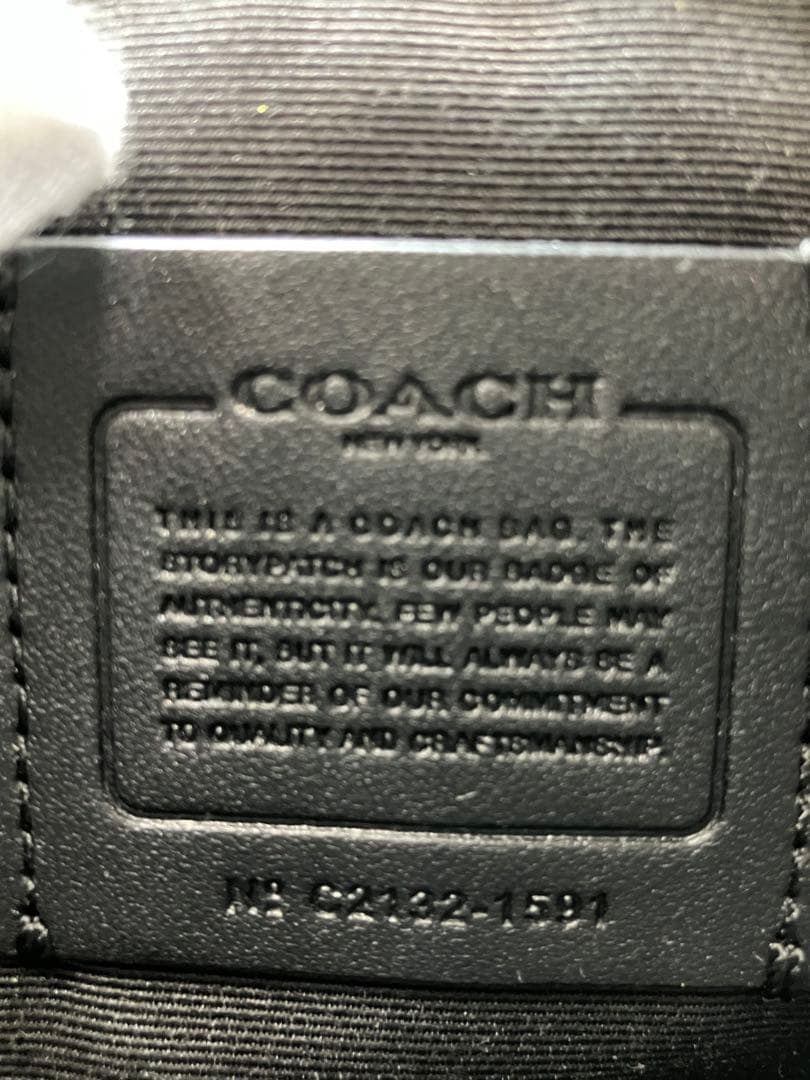 COACH
NEW YORK
THIS IS A COACH BAG. THE
STORYPATCH IS OUR BADGE OF
AUTHENTICITY. FEW PEOPLE MAY
SEE IT, BUT IT WILL ALWAYS BE A
REMINDER OF OUR COMMITMENT
TO QUALITY AND CRAFTSMANSHIP.
Nº C2132-1591